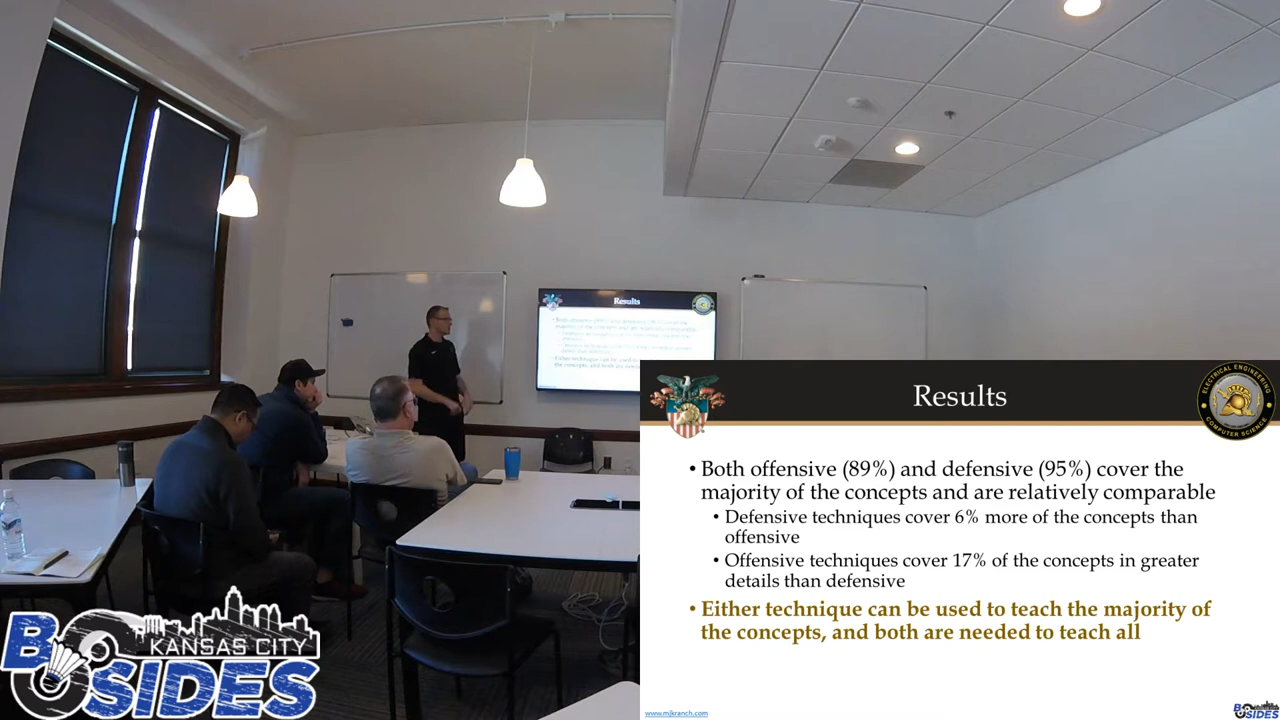 Results
KANSAS CITY
BSIDES
Results
ELECTRICAL ENGINEERING
COMPUTER SCIENCE
• Both offensive (89%) and defensive (95%) cover the
majority of the concepts and are relatively comparable
• Defensive techniques cover 6% more of the concepts than
offensive
• Offensive techniques cover 17% of the concepts in greater
details than defensive
• Either technique can be used to teach the majority of
the concepts, and both are needed to teach all
www.mikranch.com
BSIDES